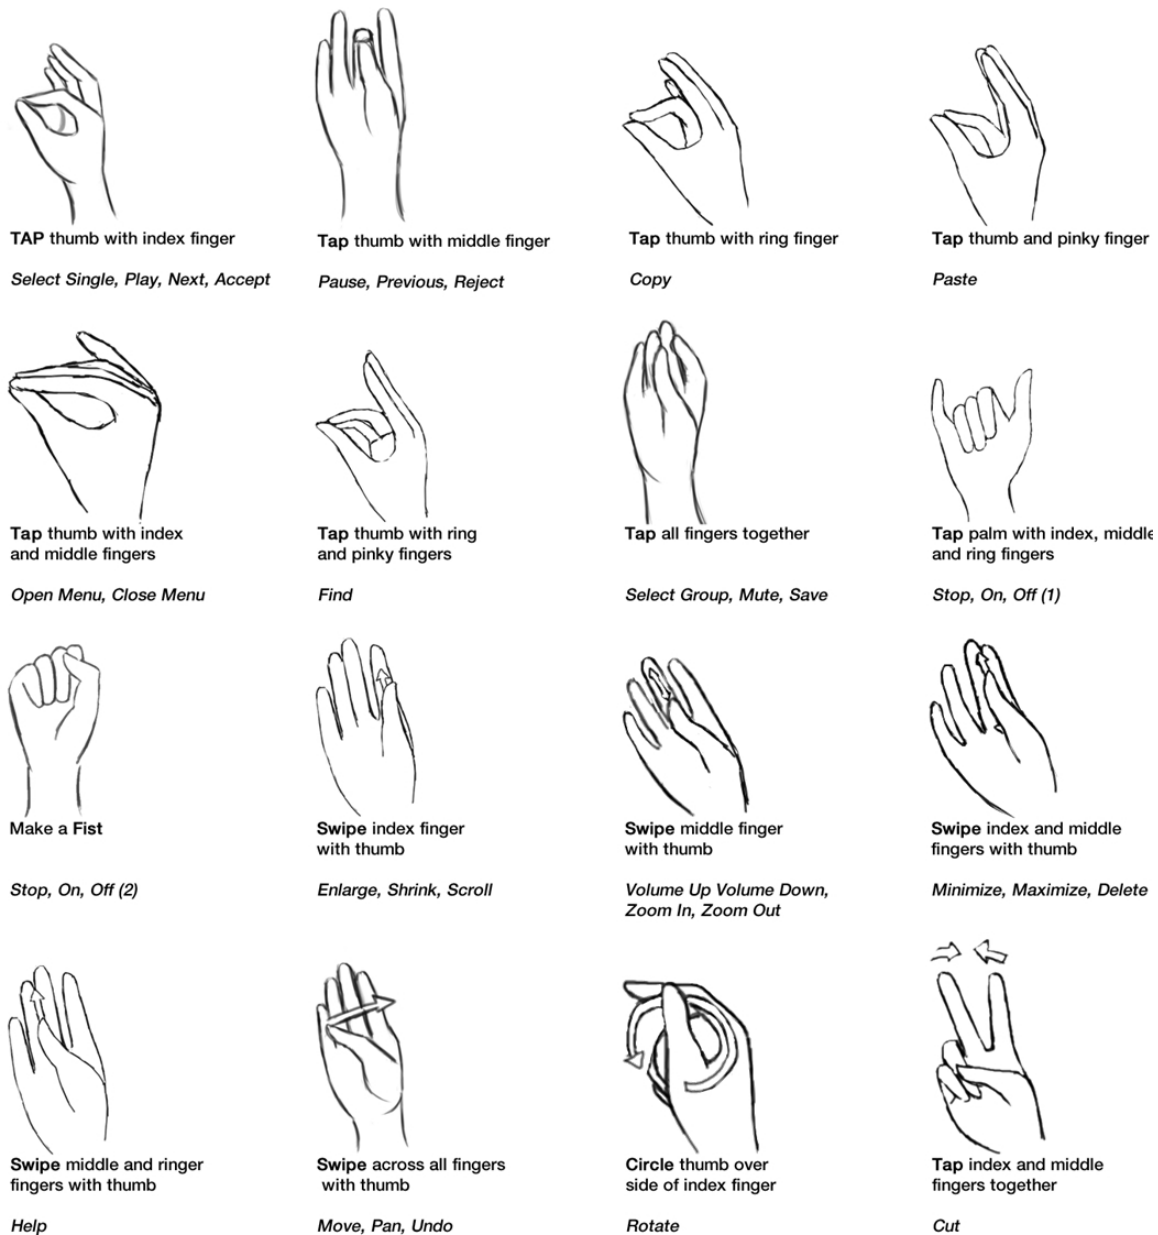 TAP thumb with index finger
Select Single, Play, Next, Accept
Tap thumb with middle finger
Pause, Previous, Reject
Tap thumb with ring finger
Copy
Tap thumb and pinky finger
Paste
Tap thumb with index
and middle fingers
Open Menu, Close Menu
Tap thumb with ring
and pinky fingers
Find
Tap all fingers together
Select Group, Mute, Save
Tap palm with index, middle
and ring fingers
Stop, On, Off (1)
Make a Fist
Stop, On, Off (2)
Swipe index finger
with thumb
Enlarge, Shrink, Scroll
Swipe middle finger
with thumb
Volume Up Volume Down,
Zoom In, Zoom Out
Swipe index and middle
fingers with thumb
Minimize, Maximize, Delete
Swipe middle and ringer
fingers with thumb
Help
Swipe across all fingers
with thumb
Move, Pan, Undo
Circle thumb over
side of index finger
Rotate
Tap index and middle
fingers together
Cut